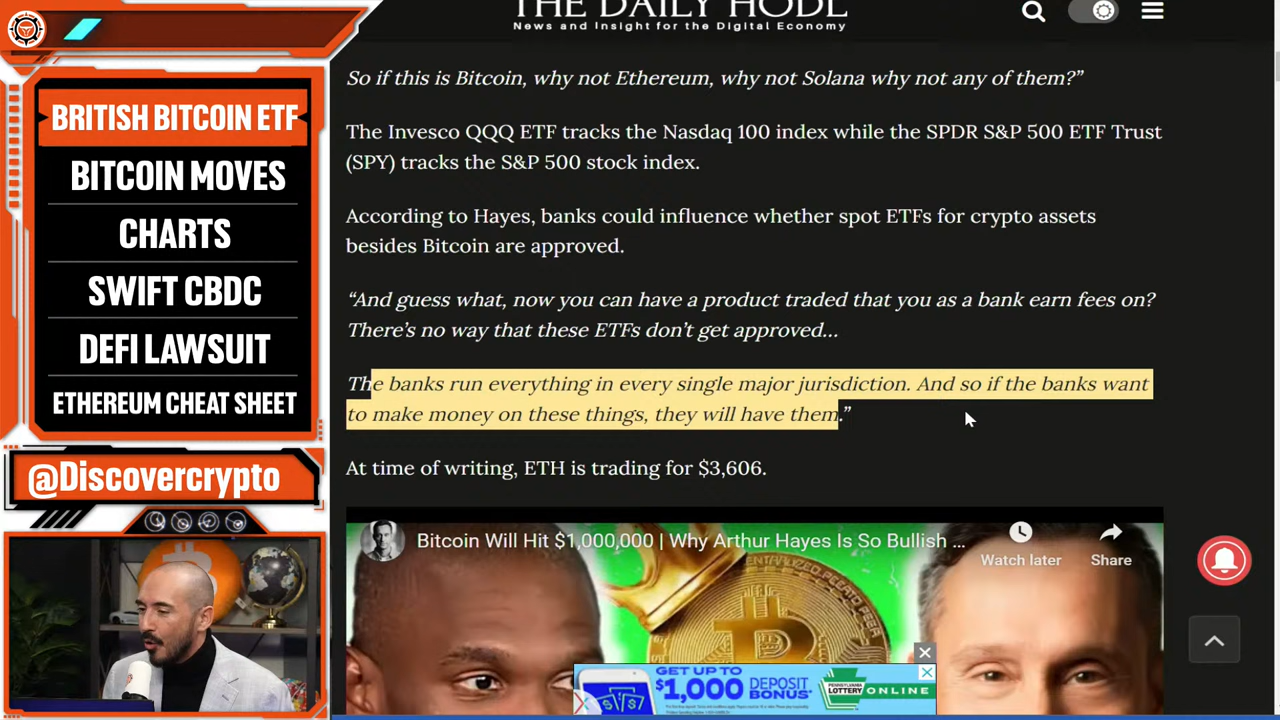 THE DAILY HODL
News and Insight for the Digital Economy
BRITISH BITCOIN ETF
BITCOIN MOVES
CHARTS
SWIFT CBDC
DEFI LAWSUIT
ETHEREUM CHEAT SHEET
@Discovercrypto
So if this is Bitcoin, why not Ethereum, why not Solana why not any of them?”
The Invesco QQQ ETF tracks the Nasdaq 100 index while the SPDR S&P 500 ETF Trust
(SPY) tracks the S&P 500 stock index.
According to Hayes, banks could influence whether spot ETFs for crypto assets
besides Bitcoin are approved.
“And guess what, now you can have a product traded that you as a bank earn fees on?
There’s no way that these ETFs don’t get approved…
The banks run everything in every single major jurisdiction. And so if the banks want
to make money on these things, they will have them.”
At time of writing, ETH is trading for $3,606.
Bitcoin Will Hit $1,000,000 | Why Arthur Hayes Is So Bullish ...
Watch later
Share
GET UP TO
$1,000
DEPOSIT
BONUS
PENNSYLVANIA
LOTTERY
ONLINE